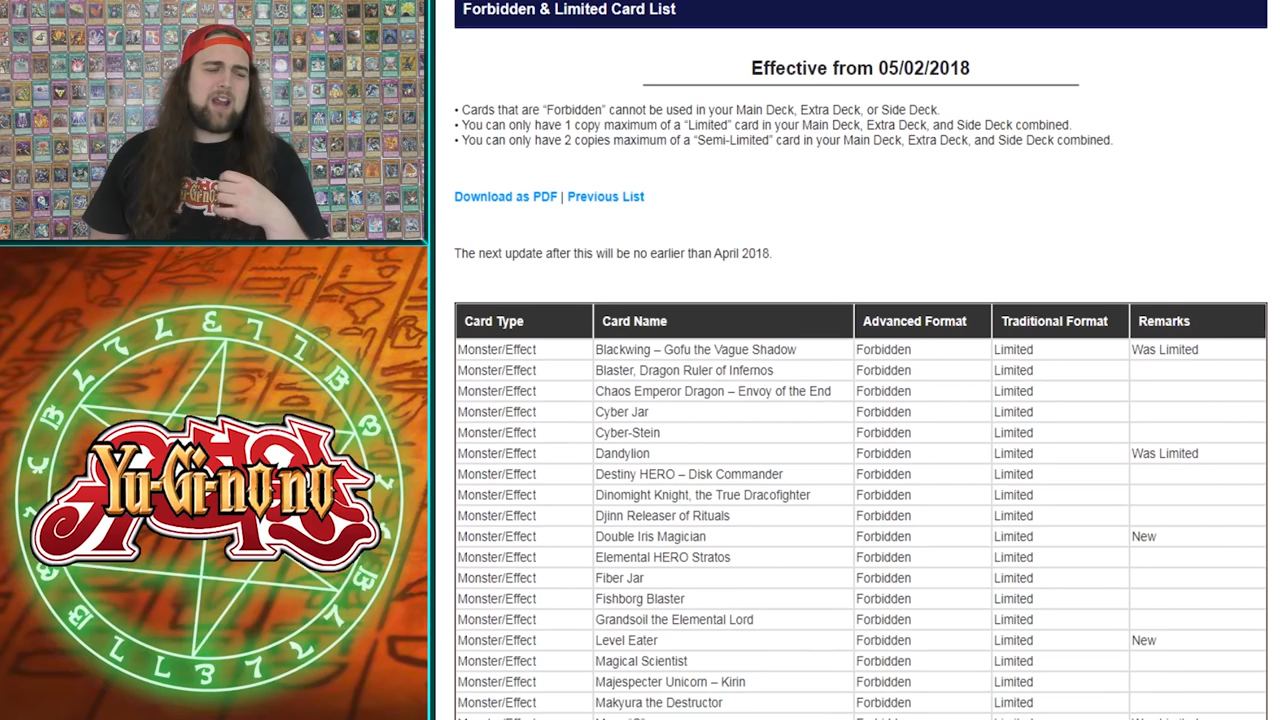 Forbidden & Limited Card List
Effective from 05/02/2018
• Cards that are “Forbidden” cannot be used in your Main Deck, Extra Deck, or Side Deck.
• You can only have 1 copy maximum of a “Limited” card in your Main Deck, Extra Deck, and Side Deck combined.
• You can only have 2 copies maximum of a “Semi-Limited” card in your Main Deck, Extra Deck, and Side Deck combined.
Download as PDF | Previous List
The next update after this will be no earlier than April 2018.
Card Type Card Name Advanced Format Traditional Format Remarks
Monster/Effect Blackwing – Gofu the Vague Shadow Forbidden Limited Was Limited
Monster/Effect Blaster, Dragon Ruler of Infernos Forbidden Limited
Monster/Effect Chaos Emperor Dragon – Envoy of the End Forbidden Limited
Monster/Effect Cyber Jar Forbidden Limited
Monster/Effect Cyber-Stein Forbidden Limited
Monster/Effect Dandylion Forbidden Limited Was Limited
Monster/Effect Destiny HERO – Disk Commander Forbidden Limited
Monster/Effect Dinomight Knight, the True Dracofighter Forbidden Limited
Monster/Effect Djinn Releaser of Rituals Forbidden Limited
Monster/Effect Double Iris Magician Forbidden Limited New
Monster/Effect Elemental HERO Stratos Forbidden Limited
Monster/Effect Fiber Jar Forbidden Limited
Monster/Effect Fishborg Blaster Forbidden Limited
Monster/Effect Grandsoil the Elemental Lord Forbidden Limited
Monster/Effect Level Eater Forbidden Limited New
Monster/Effect Magical Scientist Forbidden Limited
Monster/Effect Majespecter Unicorn – Kirin Forbidden Limited
Monster/Effect Makyura the Destructor Forbidden Limited
Yu-Gi-no-no